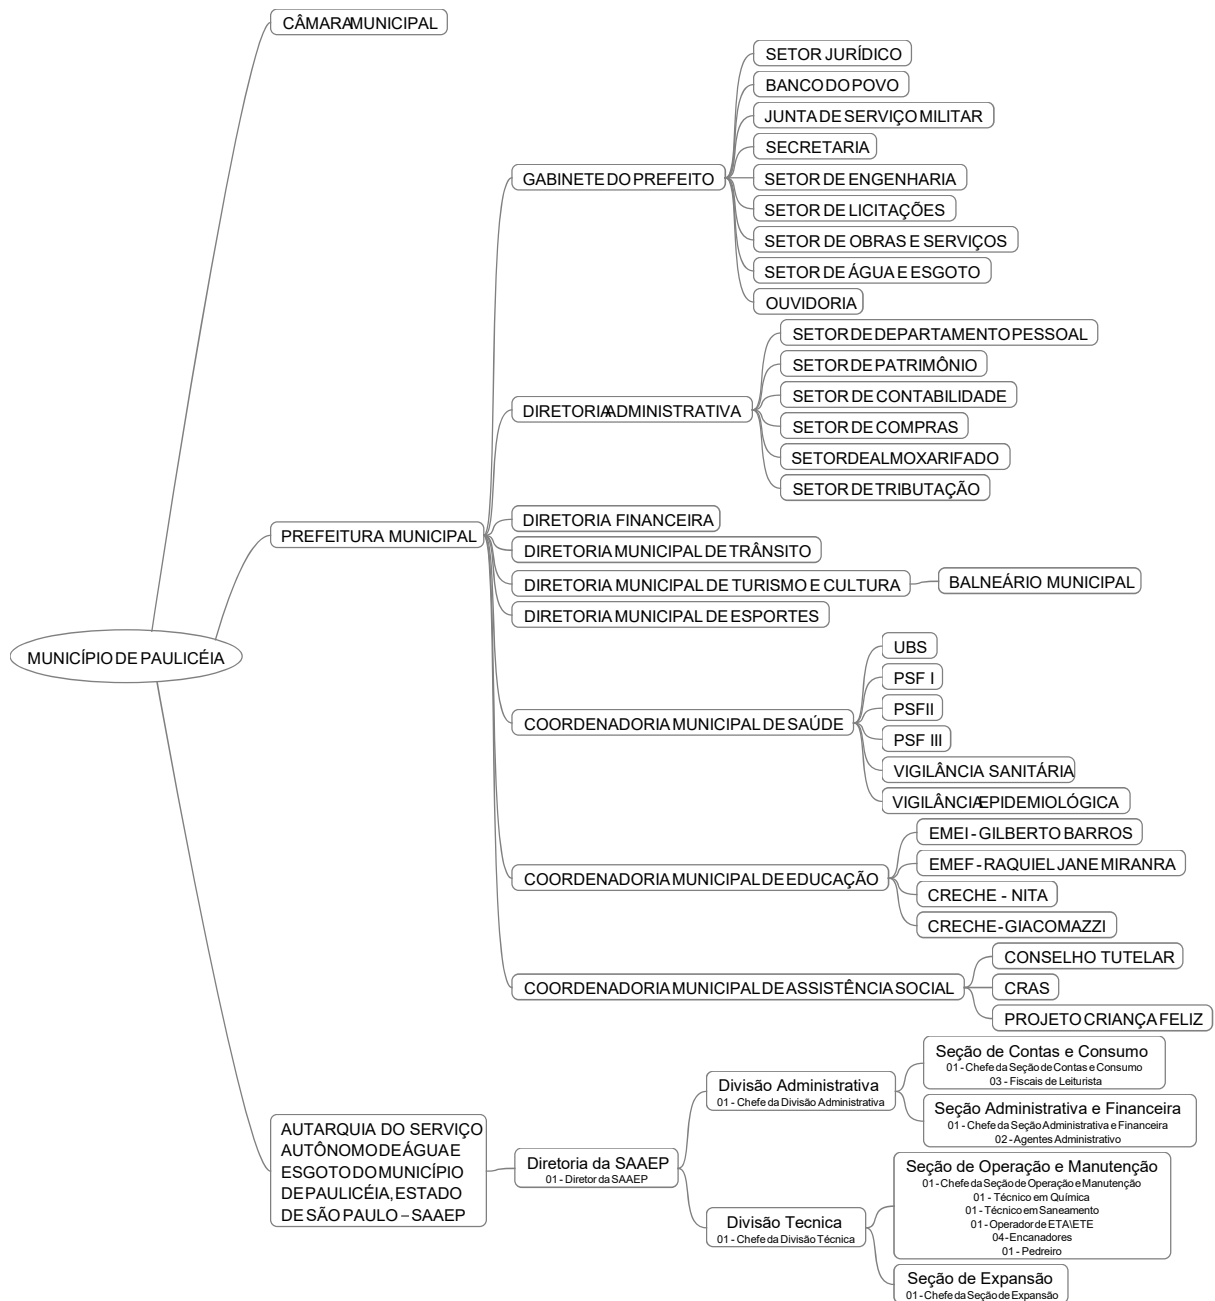 CÂMARA MUNICIPAL
SETOR JURÍDICO
BANCO DO POVO
JUNTA DE SERVIÇO MILITAR
SECRETARIA
GABINETE DO PREFEITO
SETOR DE ENGENHARIA
SETOR DE LICITAÇÕES
SETOR DE OBRAS E SERVIÇOS
SETOR DE ÁGUA E ESGOTO
OUVIDORIA
SETOR DE DEPARTAMENTO PESSOAL
SETOR DE PATRIMÔNIO
SETOR DE CONTABILIDADE
DIRETORIA ADMINISTRATIVA
SETOR DE COMPRAS
SETOR DE ALMOXARIFADO
SETOR DE TRIBUTAÇÃO
PREFEITURA MUNICIPAL
DIRETORIA FINANCEIRA
DIRETORIA MUNICIPAL DE TRÂNSITO
DIRETORIA MUNICIPAL DE TURISMO E CULTURA
BALNEÁRIO MUNICIPAL
DIRETORIA MUNICIPAL DE ESPORTES
MUNICÍPIO DE PAULICÉIA
UBS
PSF I
PSF II
COORDENADORIA MUNICIPAL DE SAÚDE
PSF III
VIGILÂNCIA SANITÁRIA
VIGILÂNCIA EPIDEMIOLÓGICA
EMEI - GILBERTO BARROS
EMEF - RAQUIEL JANE MIRANRA
COORDENADORIA MUNICIPAL DE EDUCAÇÃO
CRECHE - NITA
CRECHE - GIACOMAZZI
CONSELHO TUTELAR
COORDENADORIA MUNICIPAL DE ASSISTÊNCIA SOCIAL
CRAS
PROJETO CRIANÇA FELIZ
AUTARQUIA DO SERVIÇO
AUTÔNOMO DE ÁGUA E
ESGOTO DO MUNICÍPIO
DE PAULICÉIA, ESTADO
DE SÃO PAULO – SAAEP
Diretoria da SAAEP
01 - Diretor da SAAEP
Divisão Administrativa
01 - Chefe da Divisão Administrativa
Seção de Contas e Consumo
01 - Chefe da Seção de Contas e Consumo
03 - Fiscais de Leiturista
Seção Administrativa e Financeira
01 - Chefe da Seção Administrativa e Financeira
02 - Agentes Administrativo
Divisão Tecnica
01 - Chefe da Divisão Técnica
Seção de Operação e Manutenção
01 - Chefe da Seção de Operação e Manutenção
01 - Técnico em Química
01 - Técnico em Saneamento
01 - Operador de ETA\ETE
04 - Encanadores
01 - Pedreiro
Seção de Expansão
01 - Chefe da Seção de Expansão